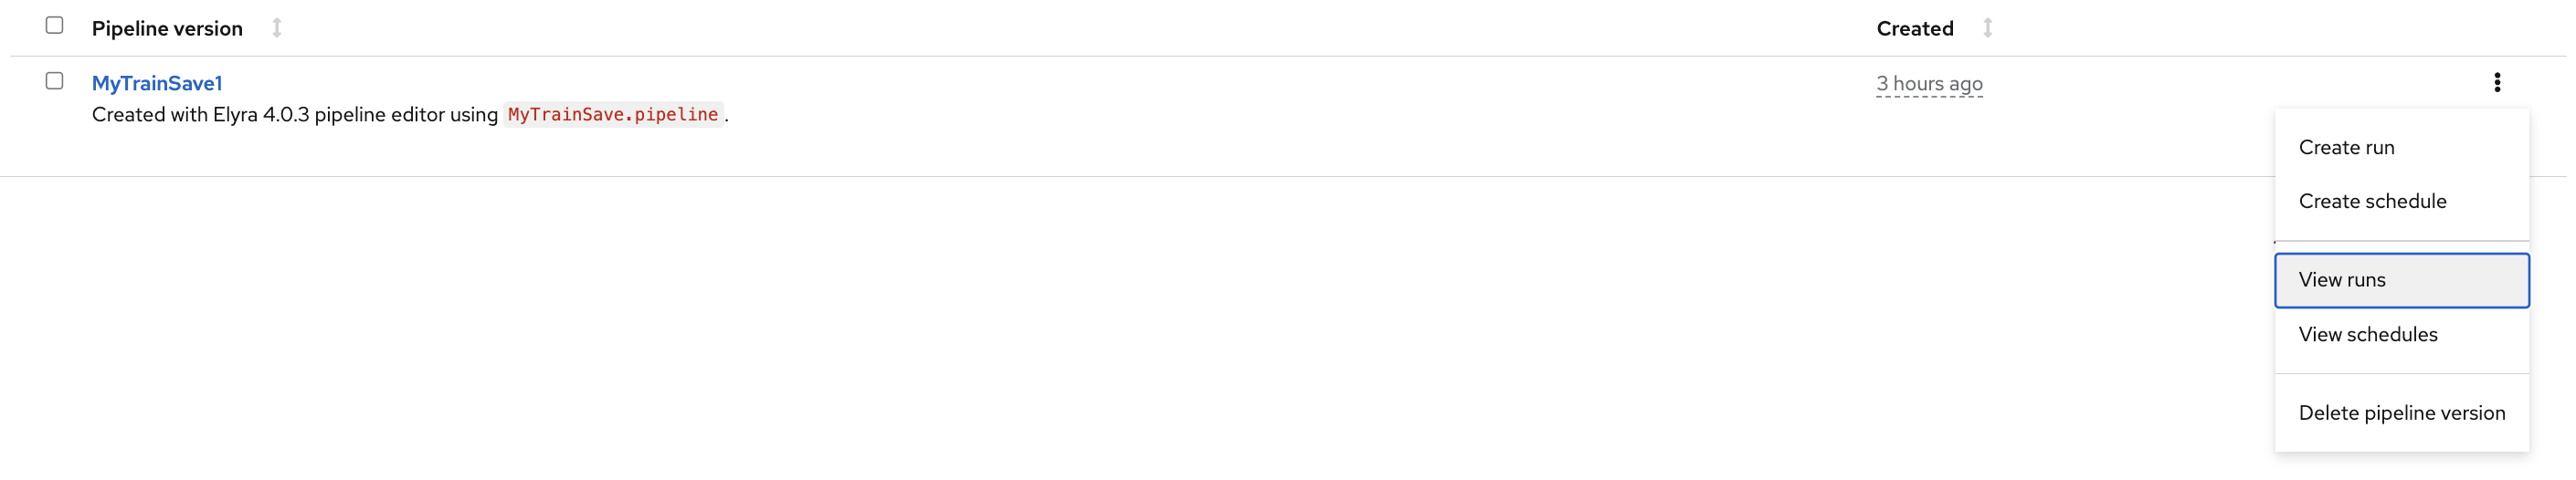 Pipeline version
Created
MyTrainSave1
3 hours ago
Created with Elyra 4.0.3 pipeline editor using MyTrainSave.pipeline.
Create run
Create schedule
View runs
View schedules
Delete pipeline version